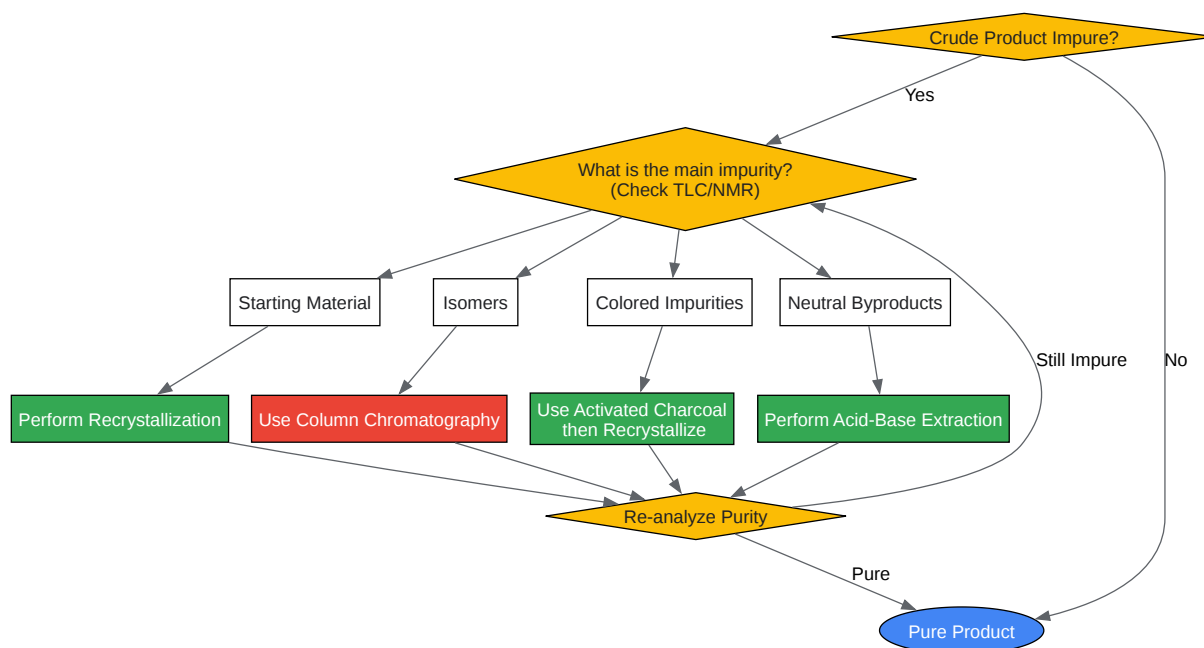 Crude Product Impure?
Yes
What is the main impurity?
(Check TLC/NMR)
Starting Material
Isomers
Colored Impurities
Neutral Byproducts
Still Impure
No
Perform Recrystallization
Use Column Chromatography
Use Activated Charcoal
then Recrystallize
Perform Acid-Base Extraction
Re-analyze Purity
Pure
Pure Product